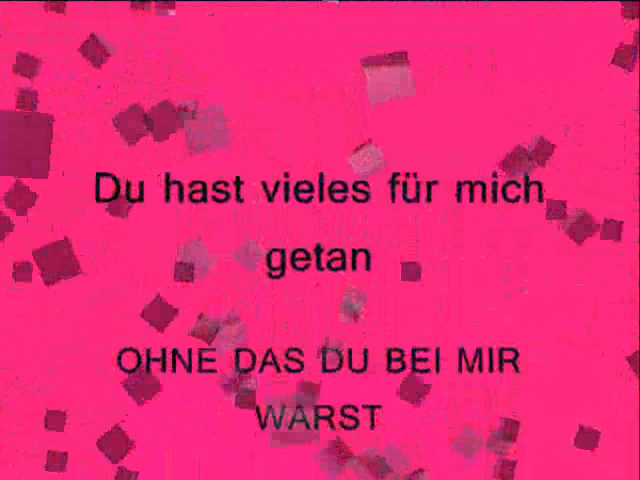 Du hast vieles für mich
getan
OHNE DAS DU BEI MIR
WARST